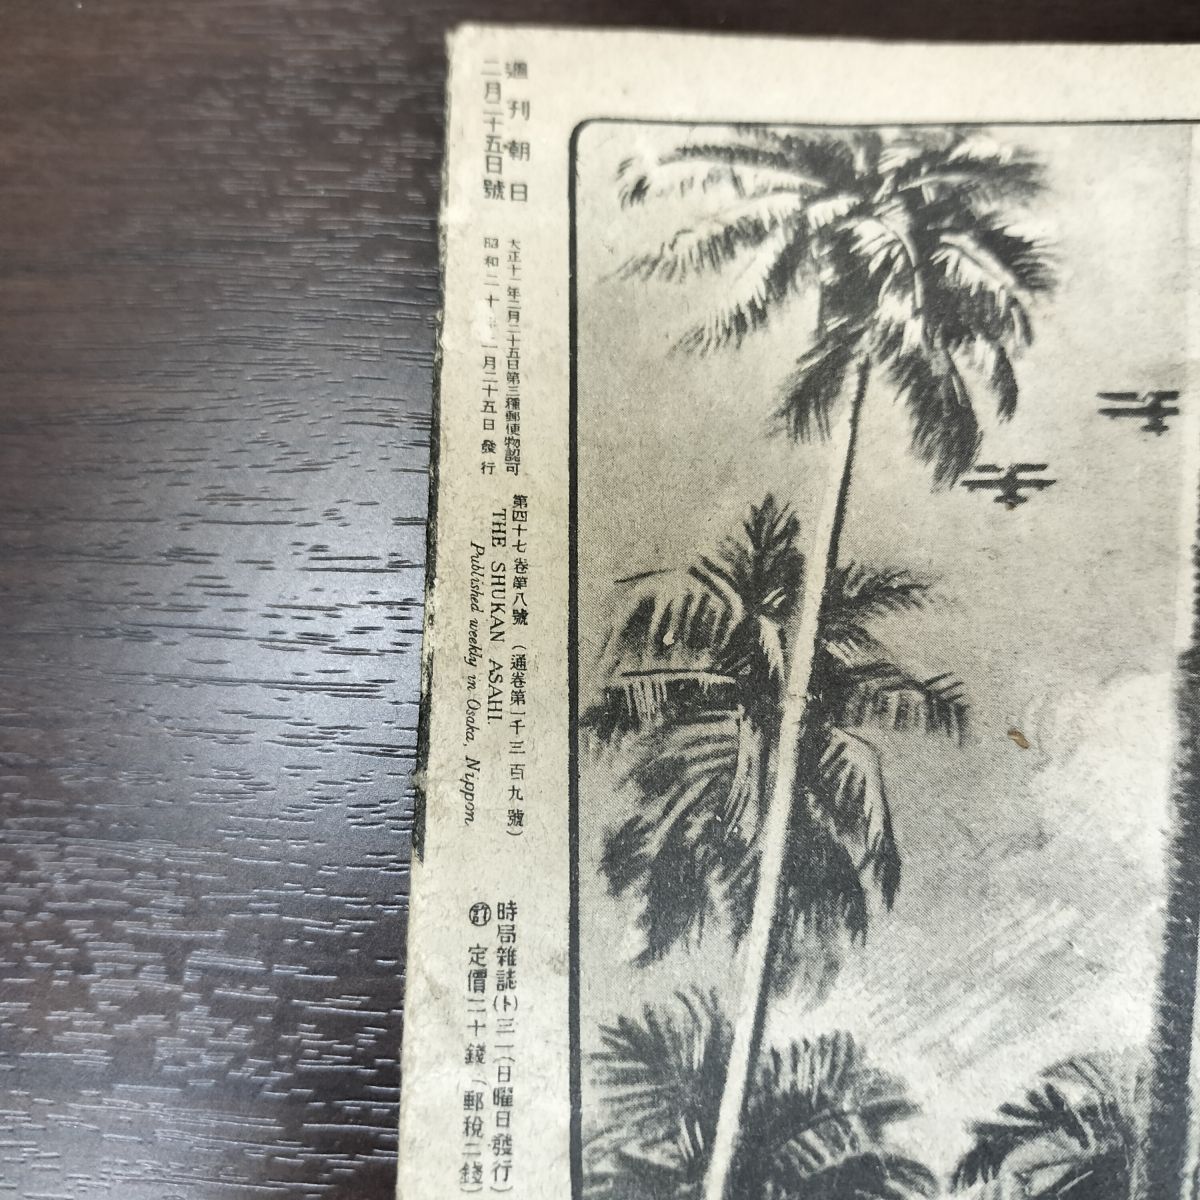 週刊朝日
二月二十五日號
大正十一年二月二十五日第三種郵便物認可
昭和二十年二月二十五日發行
第四十七卷第八號 (通卷第一千三百九號)
THE SHUKAN ASAHI.
Published weekly in Osaka, Nippon.
時局雜誌(ト)三一(日曜日發行)
定價二十錢(郵稅二錢)